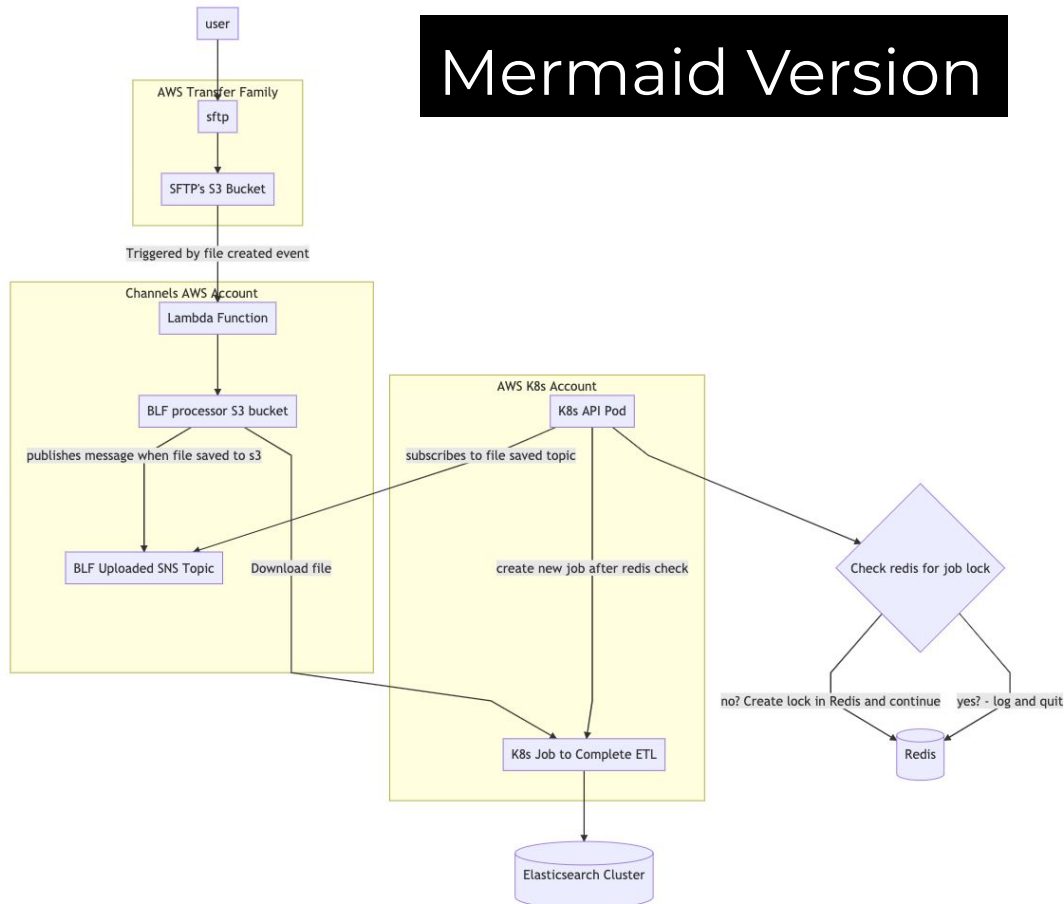 user
Mermaid Version
AWS Transfer Family
sftp
SFTP's S3 Bucket
Triggered by file created event
Channels AWS Account
Lambda Function
AWS K8s Account
BLF processor S3 bucket
K8s API Pod
publishes message when file saved to s3
subscribes to file saved topic
BLF Uploaded SNS Topic
Download file
create new job after redis check
Check redis for job lock
no? Create lock in Redis and continue
yes? - log and quit
K8s Job to Complete ETL
Redis
Elasticsearch Cluster